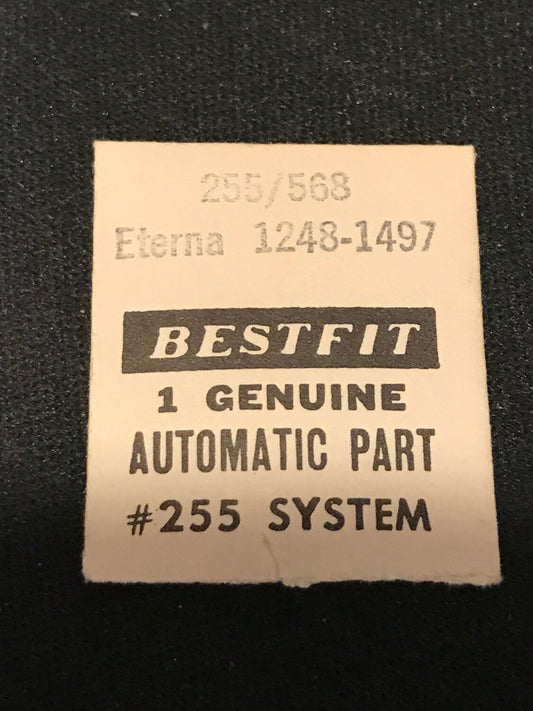 255/568
Eterna 1248-1497
BESTFIT
1 GENUINE
AUTOMATIC PART
#255 SYSTEM